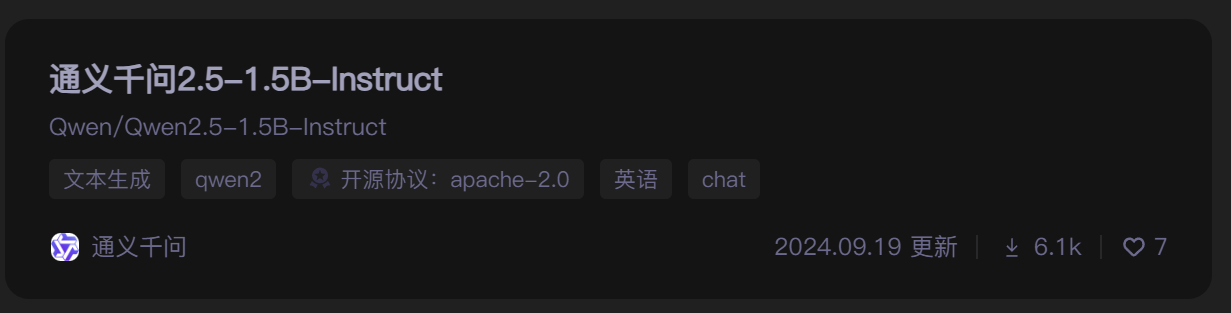 通义千问2.5-1.5B-Instruct
Qwen/Qwen2.5-1.5B-Instruct
文本生成 qwen2 开源协议：apache-2.0 英语 chat
通义千问 2024.09.19 更新 6.1k 7